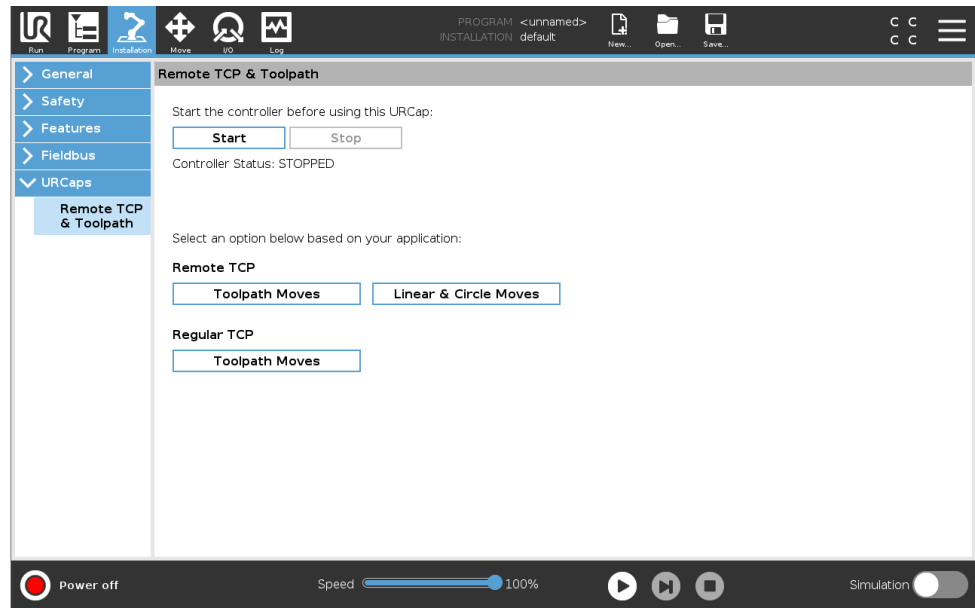 UR
Run
Program
Installation
Move
I/O
Log
PROGRAM <unnamed>
INSTALLATION default
New...
Open...
Save...
C C
C C
General
Safety
Features
Fieldbus
URCaps
Remote TCP
& Toolpath
Remote TCP & Toolpath
Start the controller before using this URCap:
Start
Stop
Controller Status: STOPPED
Select an option below based on your application:
Remote TCP
Toolpath Moves
Linear & Circle Moves
Regular TCP
Toolpath Moves
Power off
Speed
100%
Simulation